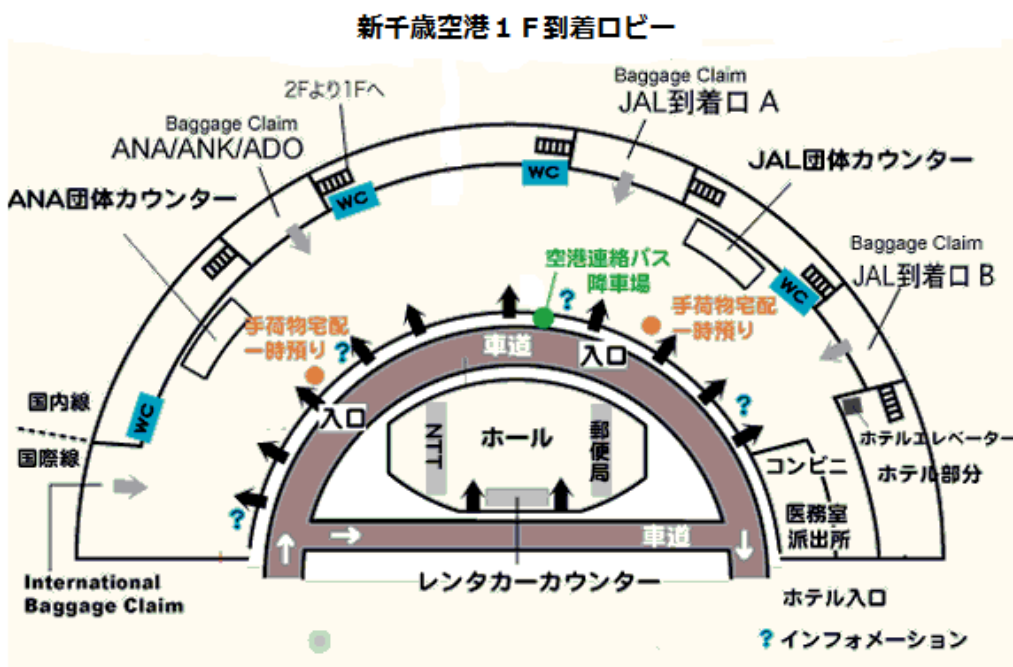 新千歳空港１Ｆ到着ロビー
2Fより1Fへ
Baggage Claim
JAL到着口 A
Baggage Claim
ANA/ANK/ADO
JAL団体カウンター
ANA団体カウンター
WC
WC
Baggage Claim
JAL到着口 B
空港連絡バス
降車場
?
WC
手荷物宅配
一時預り
手荷物宅配
一時預り
?
車道
入口
国内線
WC
入口
?
NTT
ホール
郵便局
ホテルエレベーター
国際線
コンビニ
ホテル部分
?
医務室
派出所
車道
International
Baggage Claim
レンタカーカウンター
ホテル入口
? インフォメーション